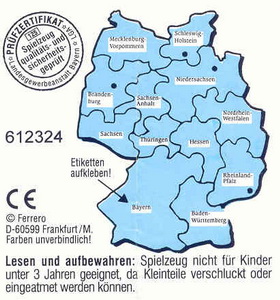 PRÜFZERTIFIKAT 1.04
Spielzeug
qualitäts- und
sicherheits-
geprüft
Landesgewerbeanstalt Bayern
Schleswig
Holstein
Mecklenburg
Vorpommern
Niedersachsen
Branden-
burg
Sachsen
Anhalt
Nordrhein-
Westfalen
612324
Sachsen
Thüringen
Hessen
Etiketten
aufkleben!
Rheinland-
Pfalz
CE
Bayern
Baden-
Württemberg
© Ferrero
D-60599 Frankfurt/M.
Farben unverbindlich!
Lesen und aufbewahren: Spielzeug nicht für Kinder
unter 3 Jahren geeignet, da Kleinteile verschluckt oder
eingeatmet werden können.